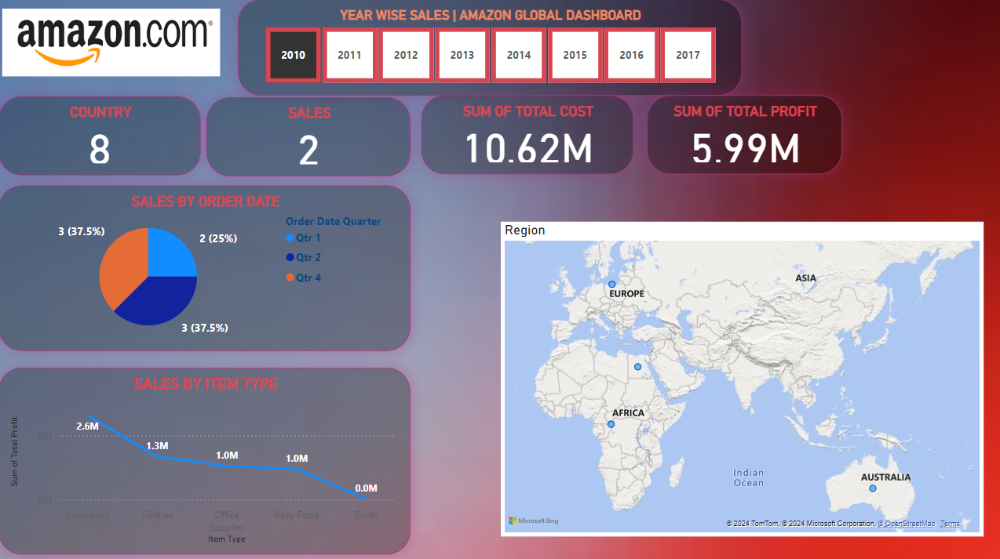 amazon.com®
YEAR WISE SALES | AMAZON GLOBAL DASHBOARD
2010 2011 2012 2013 2014 2015 2016 2017
COUNTRY
8
SALES
2
SUM OF TOTAL COST
10.62M
SUM OF TOTAL PROFIT
5.99M
SALES BY ORDER DATE
3 (37.5%)
2 (25%)
3 (37.5%)
Order Date Quarter
Qtr 1
Qtr 2
Qtr 4
SALES BY ITEM TYPE
Sum of Total Profit
2M
0M
2.6M
1.3M
1.0M
1.0M
0.0M
Cosmetics
Clothes
Office
Supplies
Baby Food
Fruits
Item Type
Region
ASIA
EUROPE
AFRICA
Indian
Ocean
AUSTRALIA
Microsoft Bing
© 2024 TomTom, © 2024 Microsoft Corporation, © OpenStreetMap Terms